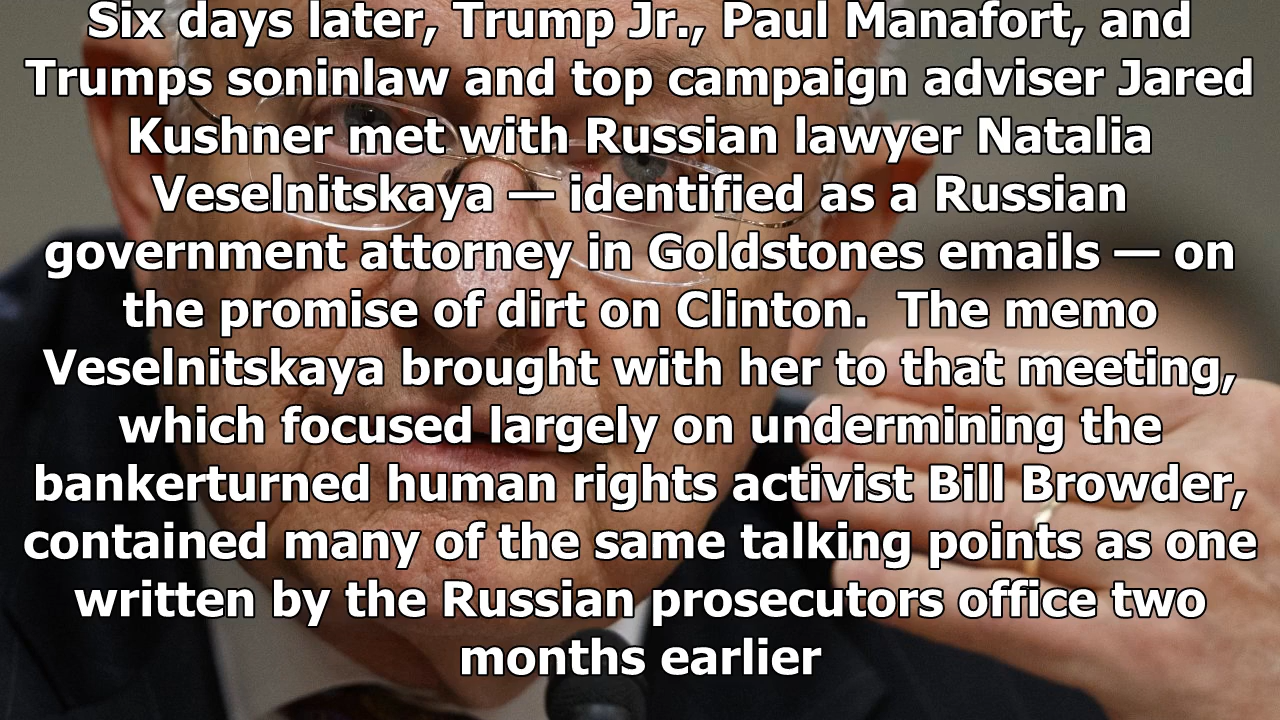 Six days later, Trump Jr., Paul Manafort, and
Trumps soninlaw and top campaign adviser Jared
Kushner met with Russian lawyer Natalia
Veselnitskaya — identified as a Russian
government attorney in Goldstones emails — on
the promise of dirt on Clinton.  The memo
Veselnitskaya brought with her to that meeting,
which focused largely on undermining the
bankerturned human rights activist Bill Browder,
contained many of the same talking points as one
written by the Russian prosecutors office two
months earlier